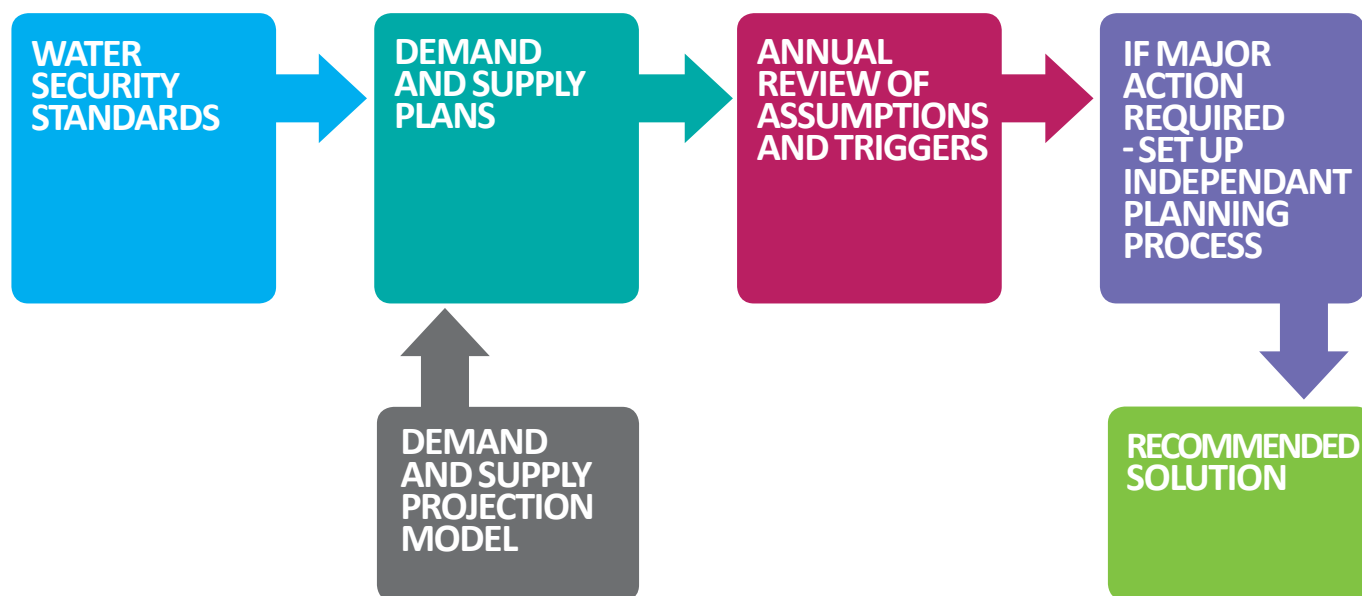 WATER
SECURITY
STANDARDS
DEMAND
AND SUPPLY
PLANS
ANNUAL
REVIEW OF
ASSUMPTIONS
AND TRIGGERS
IF MAJOR
ACTION
REQUIRED
- SET UP
INDEPENDANT
PLANNING
PROCESS
DEMAND
AND SUPPLY
PROJECTION
MODEL
RECOMMENDED
SOLUTION